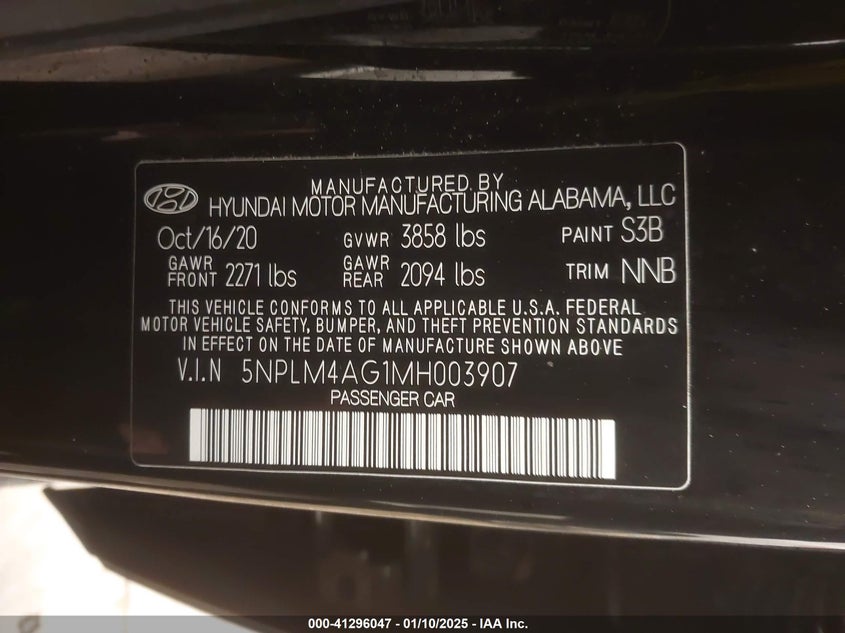 MANUFACTURED BY
HYUNDAI MOTOR MANUFACTURING ALABAMA, LLC
Oct/16/20 GVWR 3858 lbs PAINT S3B
GAWR FRONT 2271 lbs GAWR REAR 2094 lbs TRIM NNB
THIS VEHICLE CONFORMS TO ALL APPLICABLE U.S.A. FEDERAL
MOTOR VEHICLE SAFETY, BUMPER, AND THEFT PREVENTION STANDARDS
IN EFFECT ON THE DATE OF MANUFACTURE SHOWN ABOVE
V.I.N 5NPLM4AG1MH003907
PASSENGER CAR
000-41296047 - 01/10/2025 - IAA Inc.